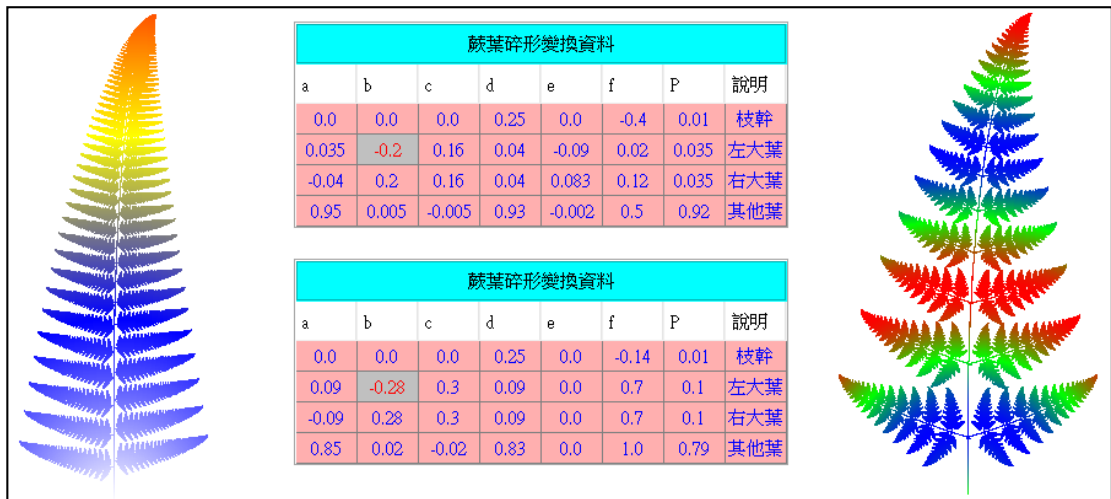 蕨葉碎形變換資料
a b c d e f P 說明
0.0 0.0 0.0 0.25 0.0 -0.4 0.01 枝幹
0.035 -0.2 0.16 0.04 -0.09 0.02 0.035 左大葉
-0.04 0.2 0.16 0.04 0.083 0.12 0.035 右大葉
0.95 0.005 -0.005 0.93 -0.002 0.5 0.92 其他葉
蕨葉碎形變換資料
a b c d e f P 說明
0.0 0.0 0.0 0.25 0.0 -0.14 0.01 枝幹
0.09 -0.28 0.3 0.09 0.0 0.7 0.1 左大葉
-0.09 0.28 0.3 0.09 0.0 0.7 0.1 右大葉
0.85 0.02 -0.02 0.83 0.0 1.0 0.79 其他葉